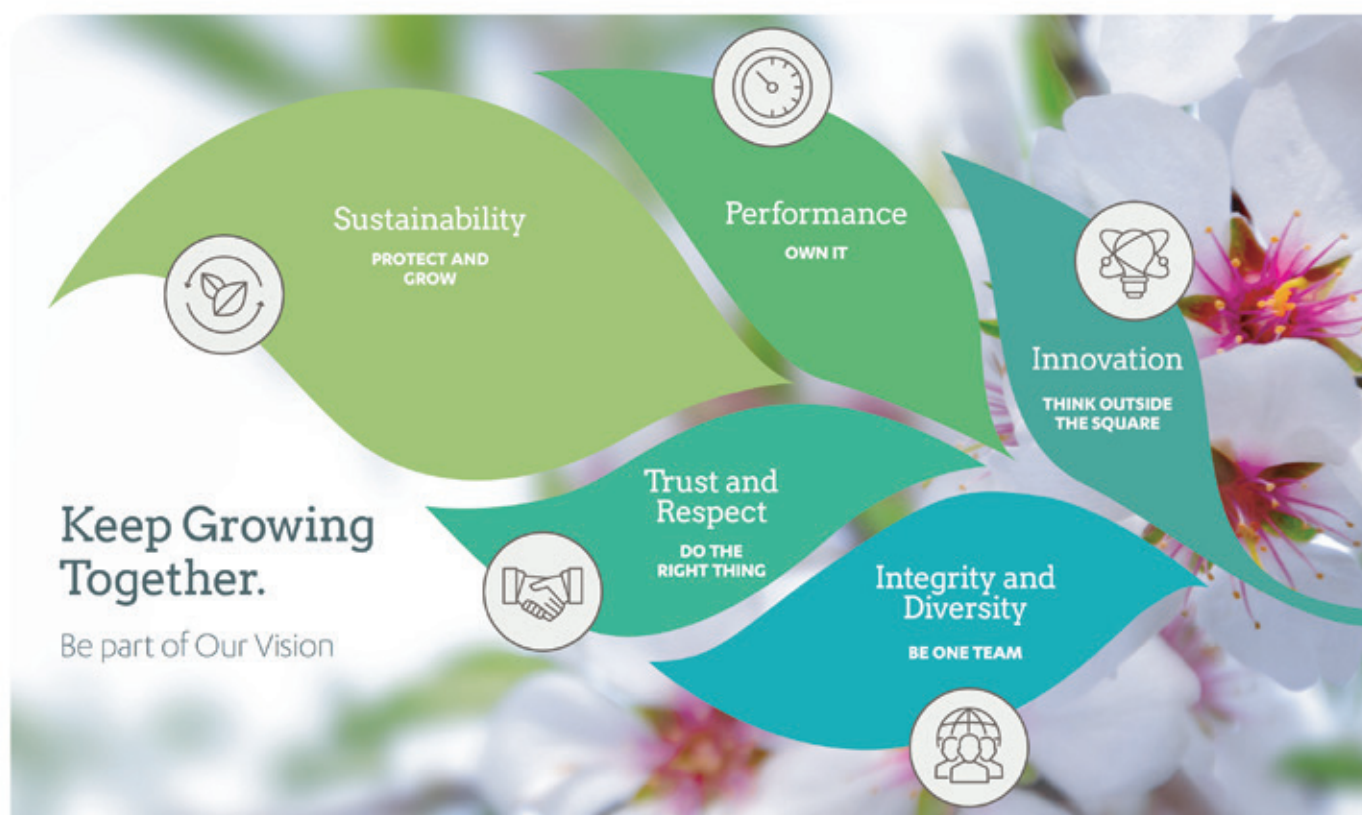 Sustainability
PROTECT AND
GROW
Performance
OWN IT
Innovation
THINK OUTSIDE
THE SQUARE
Trust and
Respect
DO THE
RIGHT THING
Integrity and
Diversity
BE ONE TEAM
Keep Growing
Together.
Be part of Our Vision